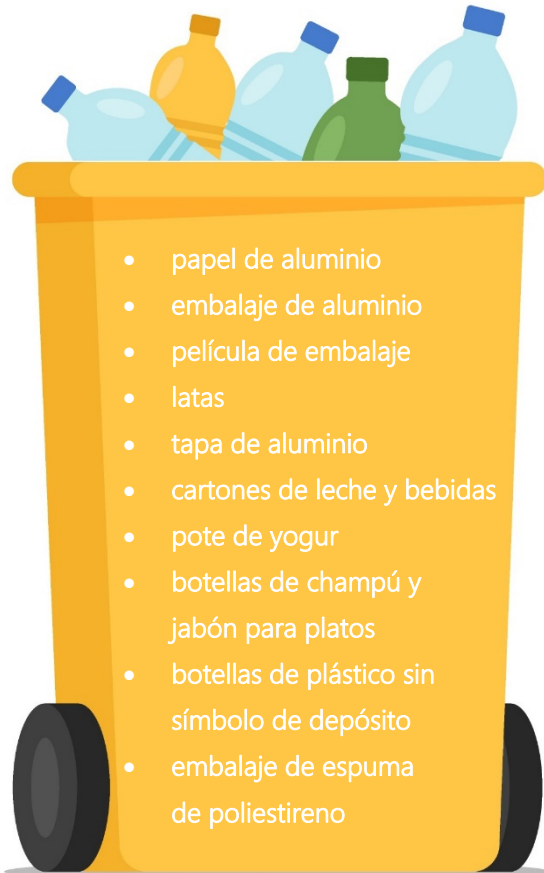 • papel de aluminio
• embalaje de aluminio
• película de embalaje
• latas
• tapa de aluminio
• cartones de leche y bebidas
• pote de yogur
• botellas de champú y
jabón para platos
• botellas de plástico sin
símbolo de depósito
• embalaje de espuma
de poliestireno